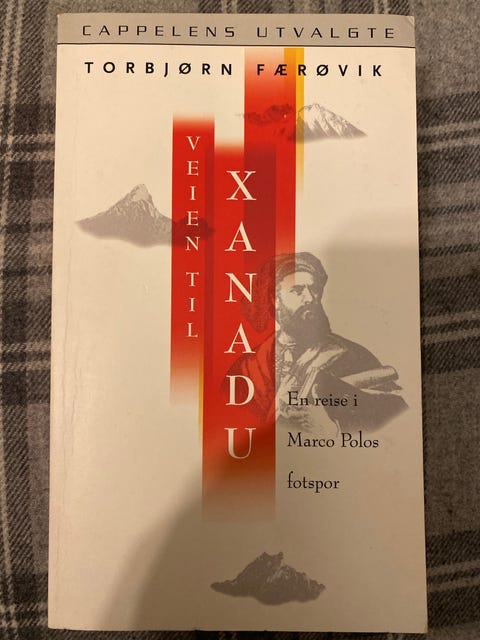 CAPPELENS UTVALGTE
TORBJØRN FÆRØVIK
VEIEN TIL
XANADU
En reise i
Marco Polos
fotspor